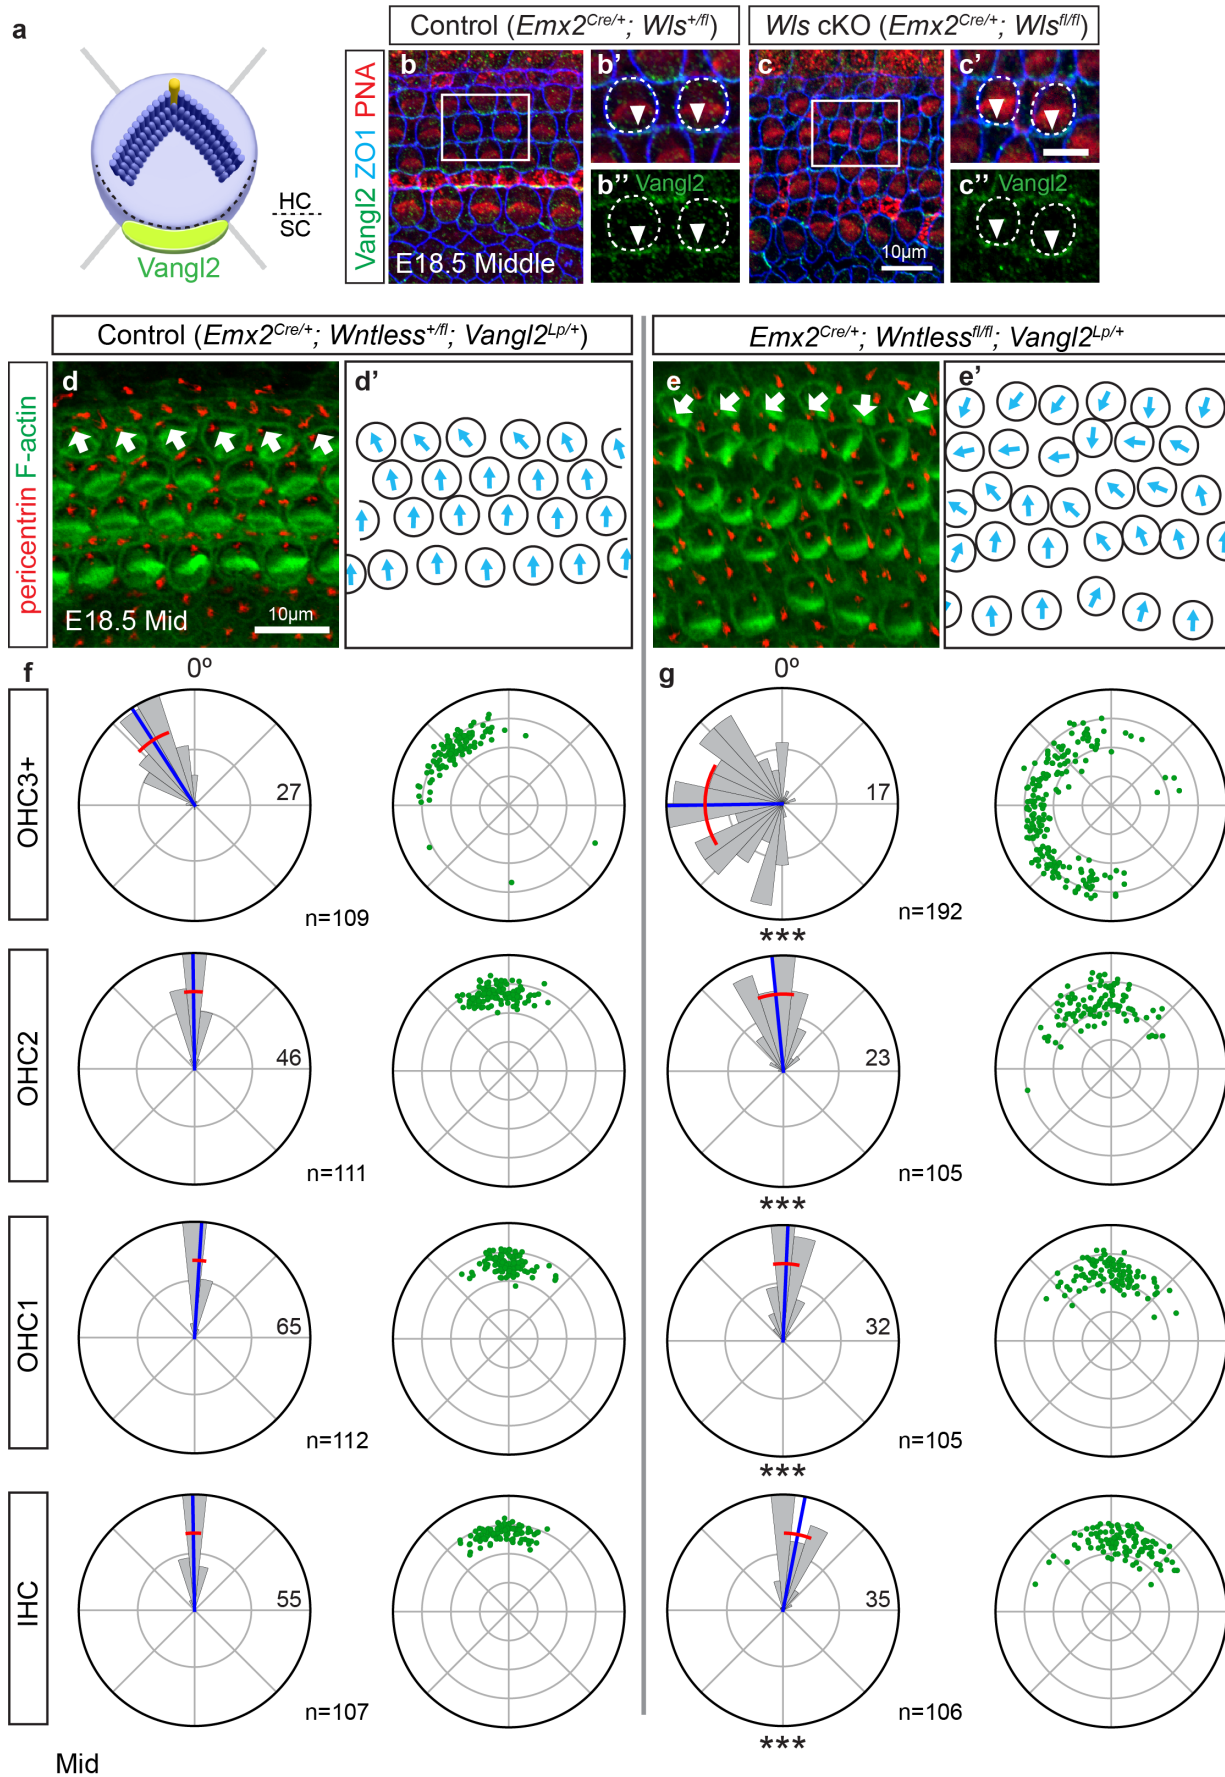 a
HC
SC
Vangl2
Control (Emx2Cre/+; Wls+/fl)
Wls cKO (Emx2Cre/+; Wlsfl/fl)
Vangl2 ZO1 PNA
b
E18.5 Middle
b'
b''
Vangl2
c
10µm
c'
c''
Vangl2
Control (Emx2Cre/+; Wntless+/fl; Vangl2Lp/+)
Emx2Cre/+; Wntlessfl/fl; Vangl2Lp/+
pericentrin F-actin
d
E18.5 Mid
10µm
d'
e
e'
f
0º
g
0º
OHC3+
27
n=109
17
n=192
***
OHC2
46
n=111
23
n=105
***
OHC1
65
n=112
32
n=105
***
IHC
55
n=107
35
n=106
***
Mid